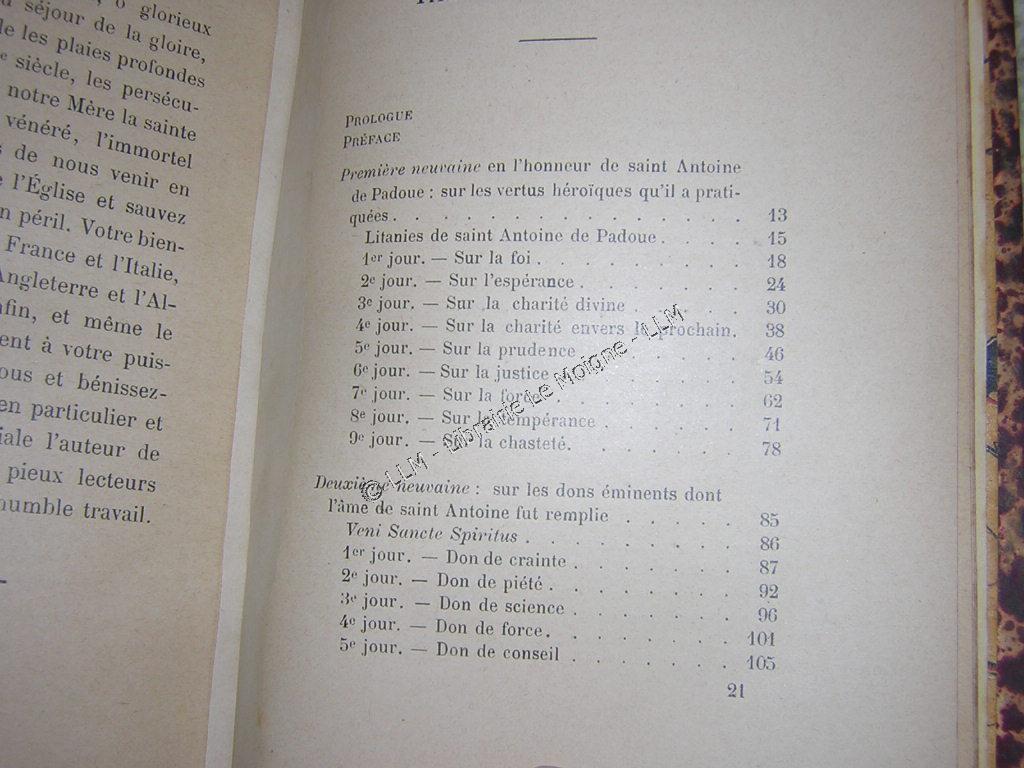 ô glorieux
séjour de la gloire,
les plaies profondes
siècle, les persécu-
notre Mère la sainte
vénéré, l'immortel
de nous venir en
l'Église et sauvez
péril. Votre bien-
France et l'Italie,
Angleterre et l'Al-
et même le
à votre puis-
et bénissez-
en particulier et
l'auteur de
pieux lecteurs
humble travail.
PROLOGUE
PRÉFACE
Première neuvaine en l'honneur de saint Antoine
de Padoue : sur les vertus héroïques qu'il a prati-
quées . . . . . . . . . . . . . . . 13
Litanies de saint Antoine de Padoue . . . . 15
1er jour. — Sur la foi . . . . . . . . . 18
2e jour. — Sur l'espérance . . . . . . . 24
3e jour. — Sur la charité divine . . . . . 30
4e jour. — Sur la charité envers le prochain. 38
5e jour. — Sur la prudence . . . . . . . 46
6e jour. — Sur la justice . . . . . . . . 54
7e jour. — Sur la force . . . . . . . . 62
8e jour. — Sur la tempérance . . . . . . 71
9e jour. — Sur la chasteté. . . . . . . . 78
Deuxième neuvaine : sur les dons éminents dont
l'âme de saint Antoine fut remplie . . . . . 85
Veni Sancte Spiritus . . . . . . . . . 86
1er jour. — Don de crainte . . . . . . . 87
2e jour. — Don de piété . . . . . . . . 92
3e jour. — Don de science . . . . . . . 96
4e jour. — Don de force. . . . . . . . 101
5e jour. — Don de conseil . . . . . . . 105
21
© LLM - Librairie Le Moigne - LLM